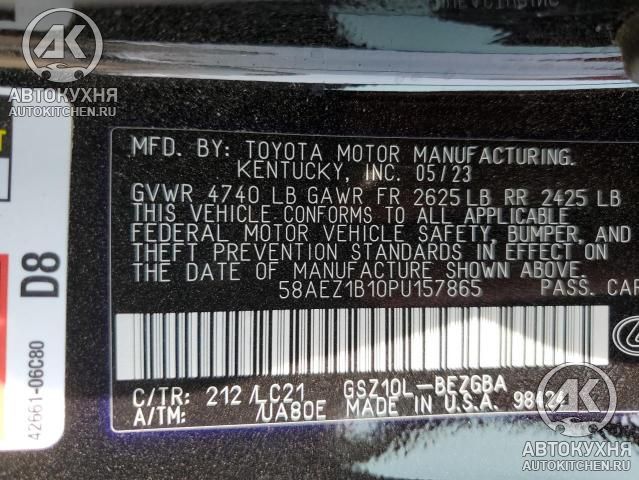 AK
АВТОКУХНЯ
AUTOKITCHEN.RU
MFD. BY: TOYOTA MOTOR MANUFACTURING.
KENTUCKY, INC. 05/23
GVWR 4740 LB GAWR FR 2625 LB RR 2425 LB
THIS VEHICLE CONFORMS TO ALL APPLICABLE
FEDERAL MOTOR VEHICLE SAFETY, BUMPER, AND
THEFT PREVENTION STANDARDS IN EFFECT ON
THE DATE OF MANUFACTURE SHOWN ABOVE.
58AEZ1B10PU157865 PASS. CAR
C/TR: 212 /LC21 GSZ10L-BEZGBA
A/TM: /UA80E MADE IN U.S.A. 98424
D8
42661-06C80
AK
АВТОКУХНЯ
AUTOKITCHEN.RU